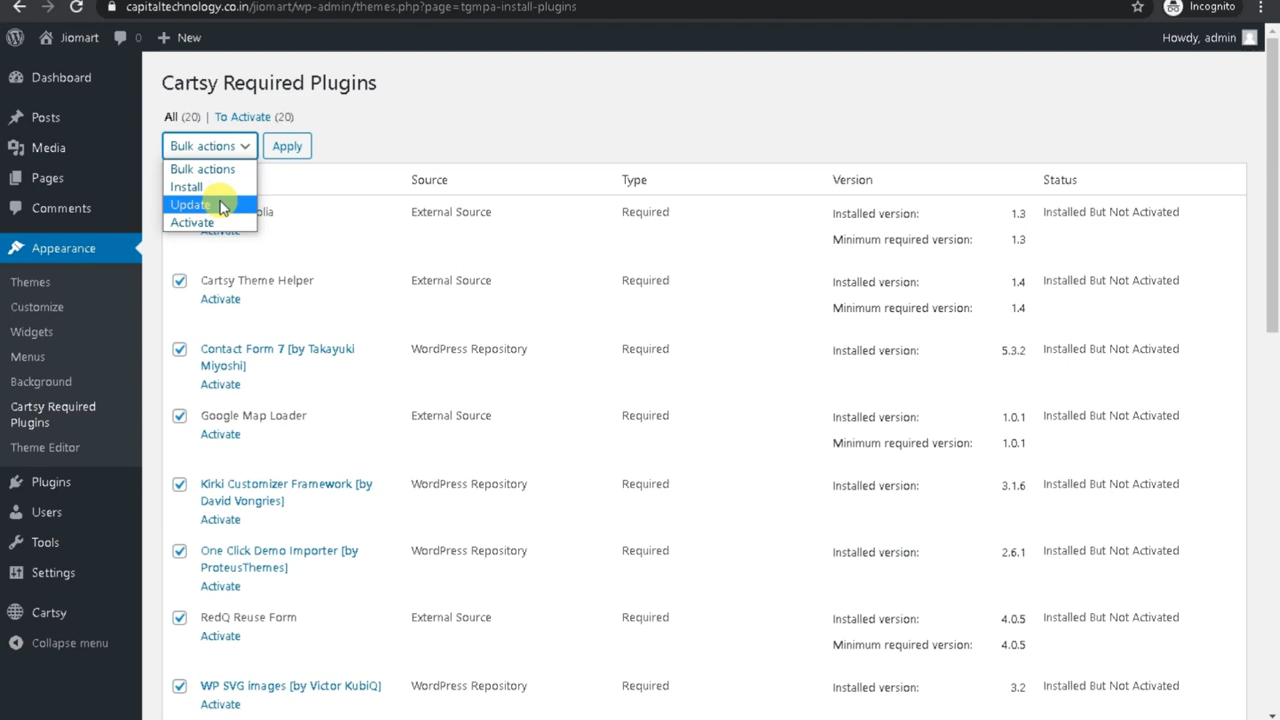 capitaltechnology.co.in/jiomart/wp-admin/themes.php?page=tgmpa-install-plugins
Incognito
Jiomart
0
New
Howdy, admin
Dashboard
Posts
Media
Pages
Comments
Appearance
Themes
Customize
Widgets
Menus
Background
Cartsy Required
Plugins
Theme Editor
Plugins
Users
Tools
Settings
Cartsy
Collapse menu
Cartsy Required Plugins
All (20) | To Activate (20)
Bulk actions
Apply
Bulk actions
Install
Update
Activate
Source Type Version Status
External Source Required Installed version: 1.3 Installed But Not Activated
Activate
Minimum required version: 1.3
Cartsy Theme Helper External Source Required Installed version: 1.4 Installed But Not Activated
Activate
Minimum required version: 1.4
Contact Form 7 [by Takayuki WordPress Repository Required Installed version: 5.3.2 Installed But Not Activated
Miyoshi]
Activate
Google Map Loader External Source Required Installed version: 1.0.1 Installed But Not Activated
Activate
Minimum required version: 1.0.1
Kirki Customizer Framework [by WordPress Repository Required Installed version: 3.1.6 Installed But Not Activated
David Vongries]
Activate
One Click Demo Importer [by WordPress Repository Required Installed version: 2.6.1 Installed But Not Activated
ProteusThemes]
Activate
RedQ Reuse Form External Source Required Installed version: 4.0.5 Installed But Not Activated
Activate
Minimum required version: 4.0.5
WP SVG images [by Victor KubiQ] WordPress Repository Required Installed version: 3.2 Installed But Not Activated
Activate